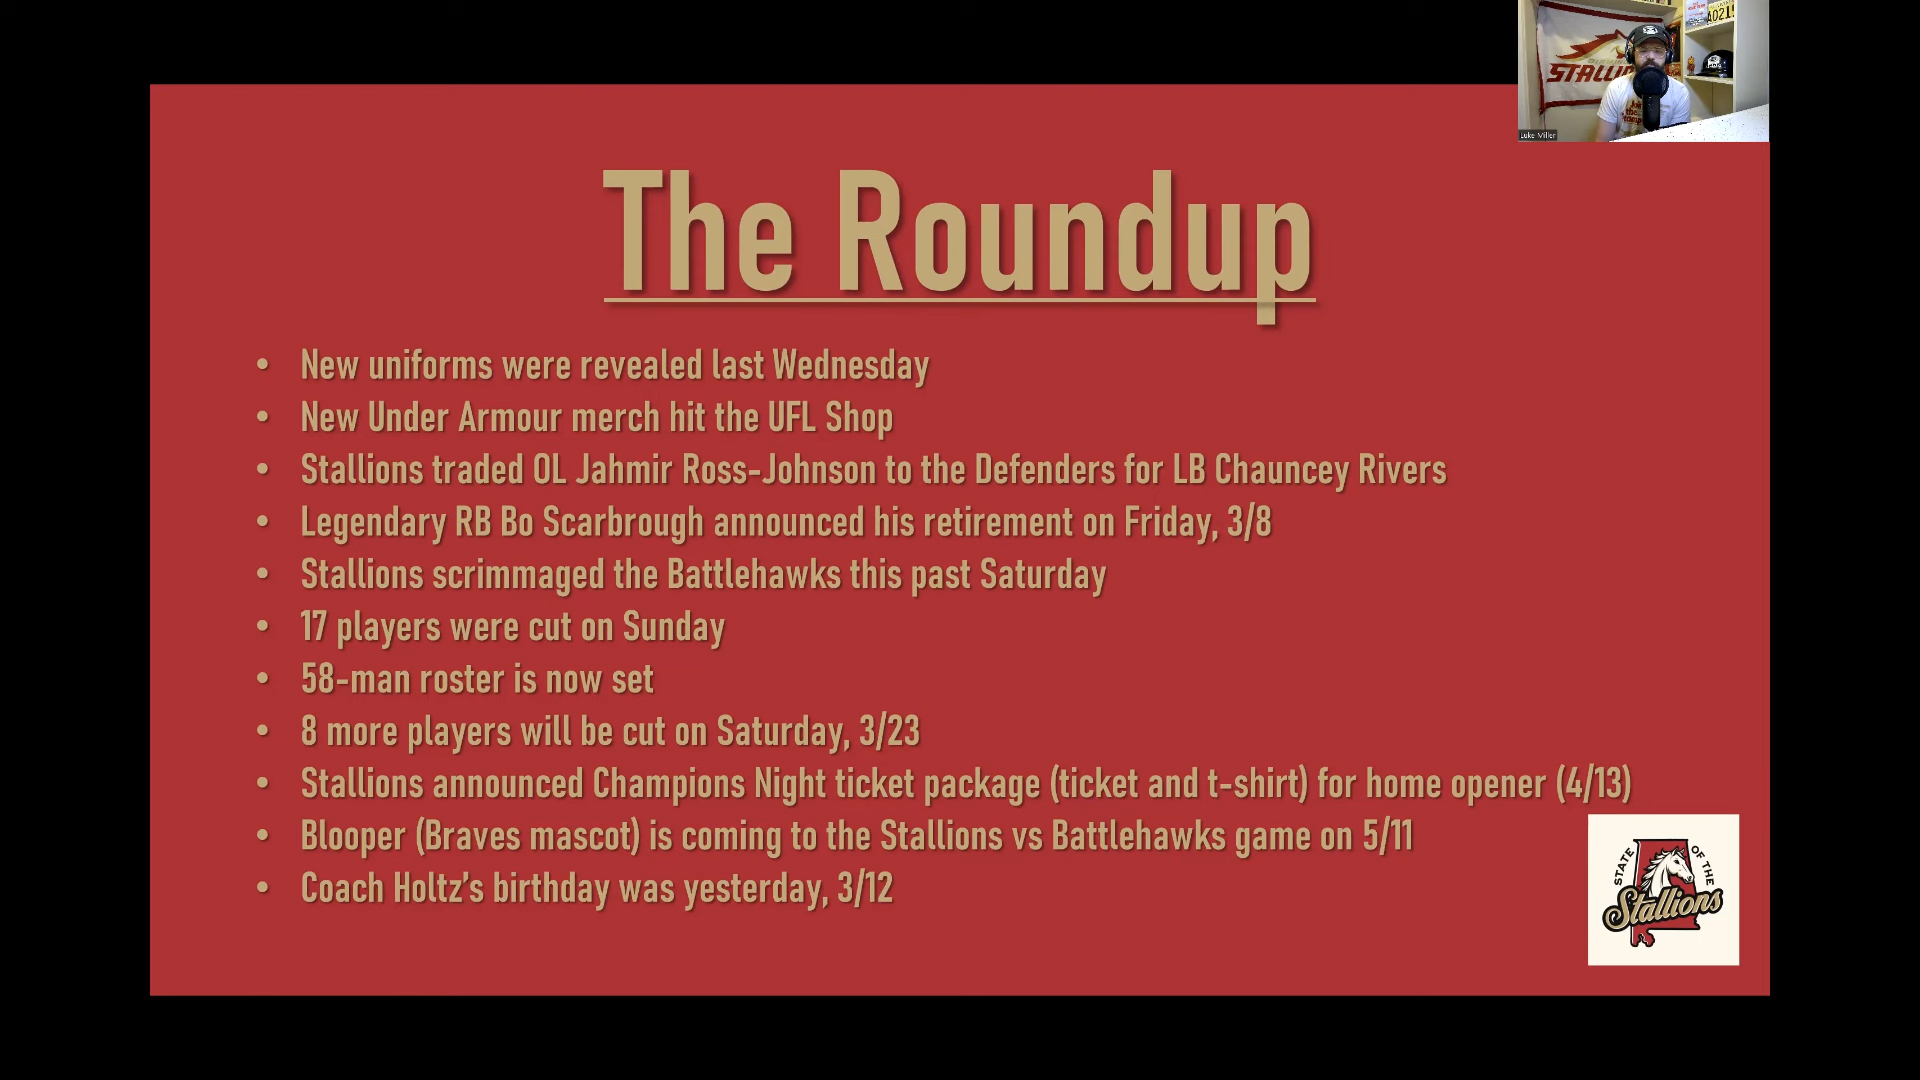 STALLIONS
A021
Luke Miller
The Roundup
• New uniforms were revealed last Wednesday
• New Under Armour merch hit the UFL Shop
• Stallions traded OL Jahmir Ross-Johnson to the Defenders for LB Chauncey Rivers
• Legendary RB Bo Scarbrough announced his retirement on Friday, 3/8
• Stallions scrimmaged the Battlehawks this past Saturday
• 17 players were cut on Sunday
• 58-man roster is now set
• 8 more players will be cut on Saturday, 3/23
• Stallions announced Champions Night ticket package (ticket and t-shirt) for home opener (4/13)
• Blooper (Braves mascot) is coming to the Stallions vs Battlehawks game on 5/11
• Coach Holtz’s birthday was yesterday, 3/12
STATE OF THE
Stallions